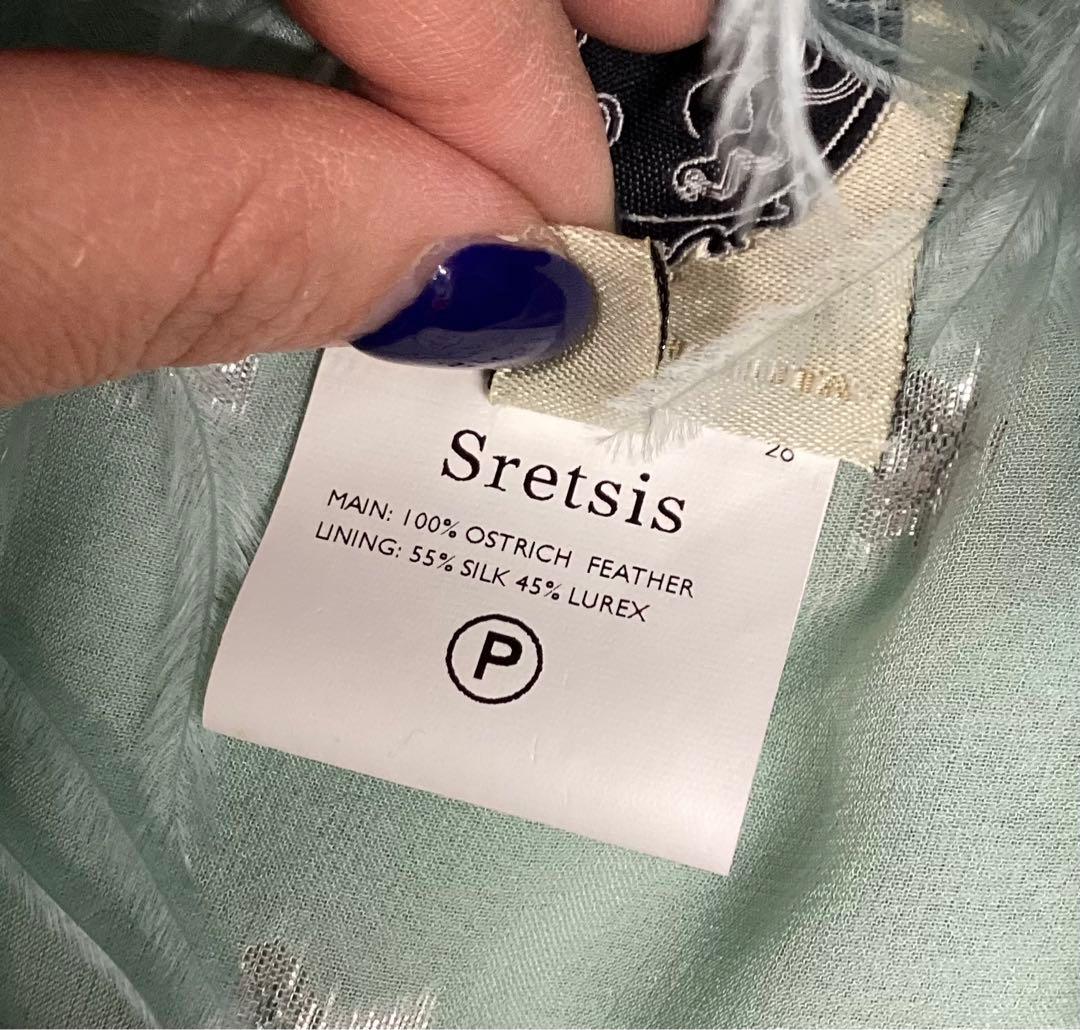 Sretsis
MAIN: 100% OSTRICH FEATHER
LINING: 55% SILK 45% LUREX
P